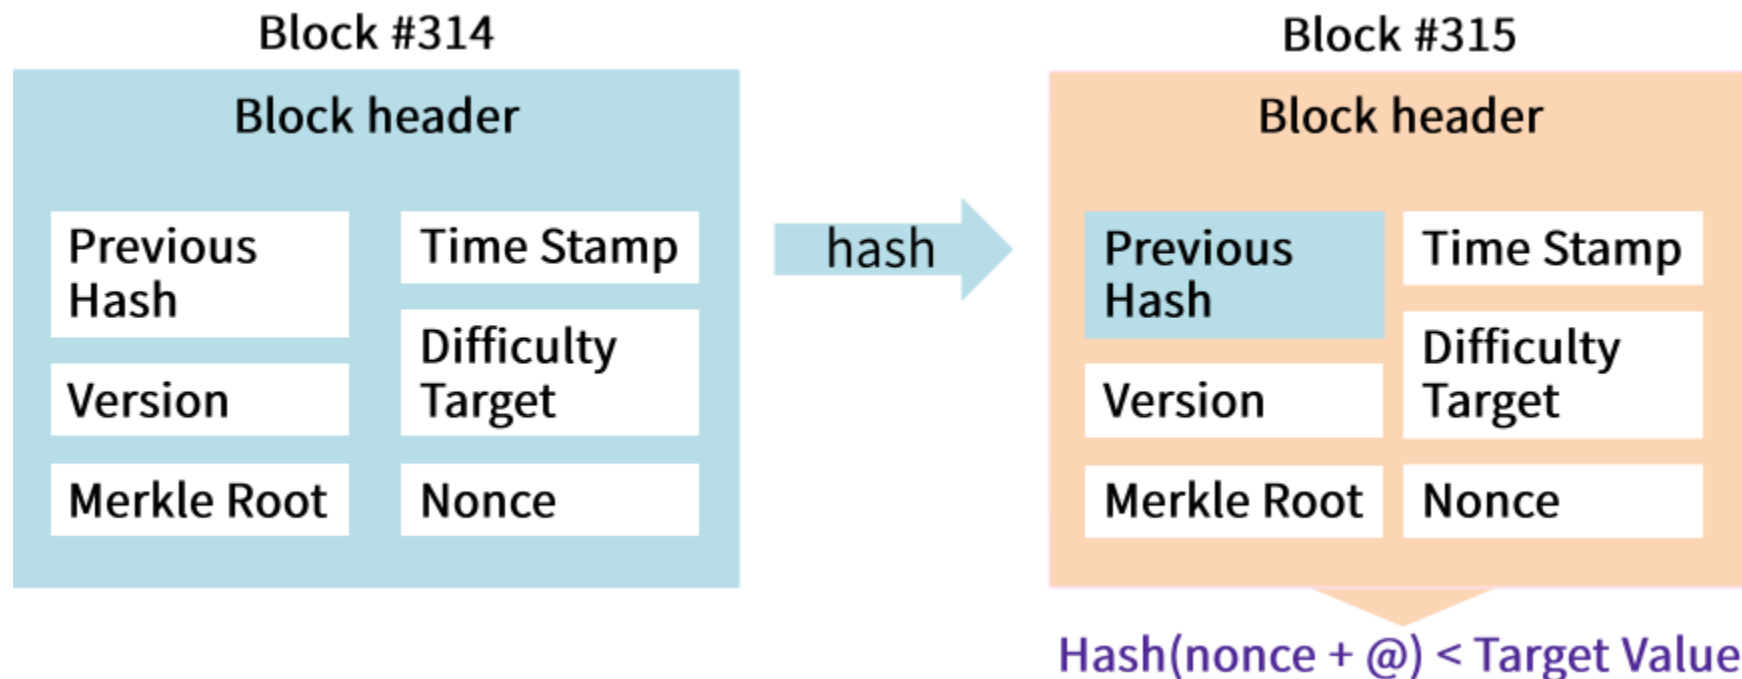 Block #314
Block header
Previous
Hash
Version
Merkle Root
Time Stamp
Difficulty
Target
Nonce
hash
Block #315
Block header
Previous
Hash
Version
Merkle Root
Time Stamp
Difficulty
Target
Nonce
Hash(nonce + @) < Target Value